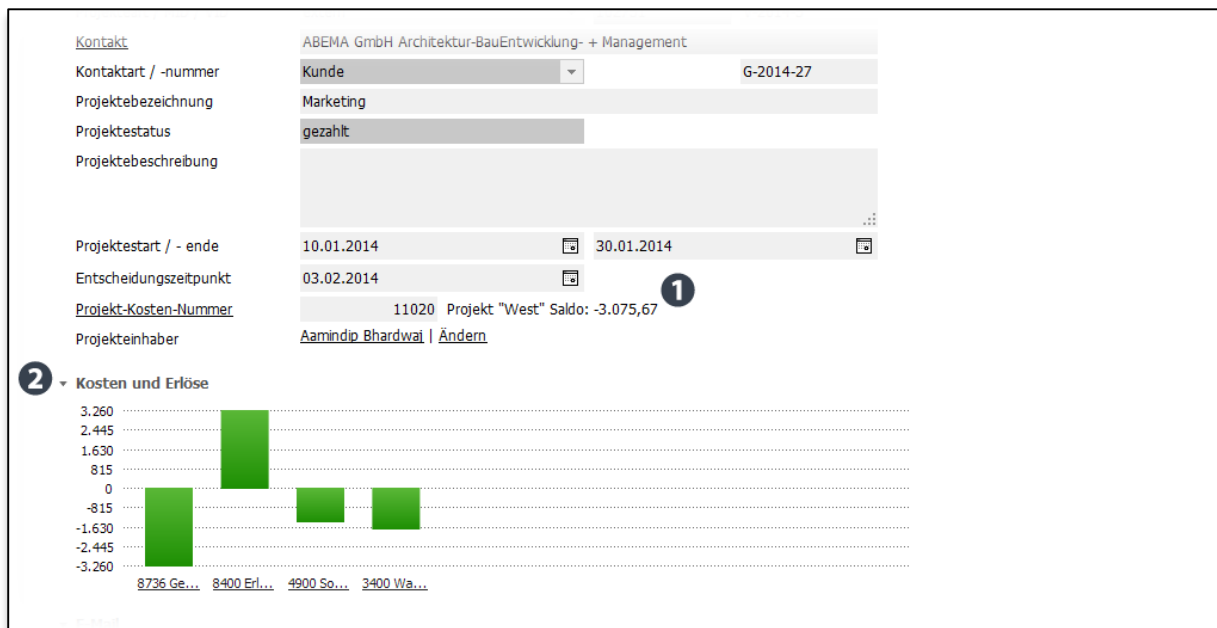 Kontakt ABEMA GmbH Architektur-BauEntwicklung- + Management
Kontaktart / -nummer Kunde G-2014-27
Projektebezeichnung Marketing
Projektestatus gezahlt
Projektebeschreibung
Projektestart / - ende 10.01.2014 30.01.2014
Entscheidungszeitpunkt 03.02.2014
1
Projekt-Kosten-Nummer 11020 Projekt "West" Saldo: -3.075,67
Projekteinhaber Aamindip Bhardwaj | Ändern
2 Kosten und Erlöse
3.260
2.445
1.630
815
0
-815
-1.630
-2.445
-3.260
8736 Ge... 8400 Erl... 4900 So... 3400 Wa...
E-Mail